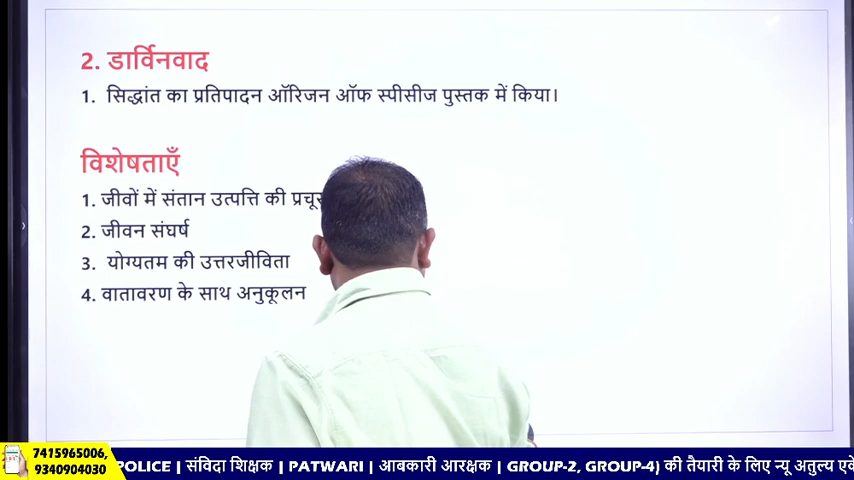 2. डार्विनवाद
1. सिद्धांत का प्रतिपादन ऑरिजन ऑफ स्पीसीज पुस्तक में किया।
विशेषताएँ
1. जीवों में संतान उत्पत्ति की
2. जीवन संघर्ष
3. योग्यतम की उत्तरजीविता
4. वातावरण के साथ अनुकूलन
7415965006,
9340904030
POLICE | संविदा शिक्षक | PATWARI | आबकारी आरक्षक | GROUP-2, GROUP-4) की तैयारी के लिए न्यू अतुल्य